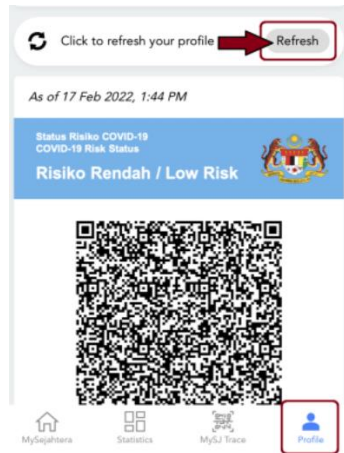 Click to refresh your profile Refresh
As of 17 Feb 2022, 1:44 PM
Status Risiko COVID-19
COVID-19 Risk Status
Risiko Rendah / Low Risk
MySejahtera Statistics MySJ Trace Profile